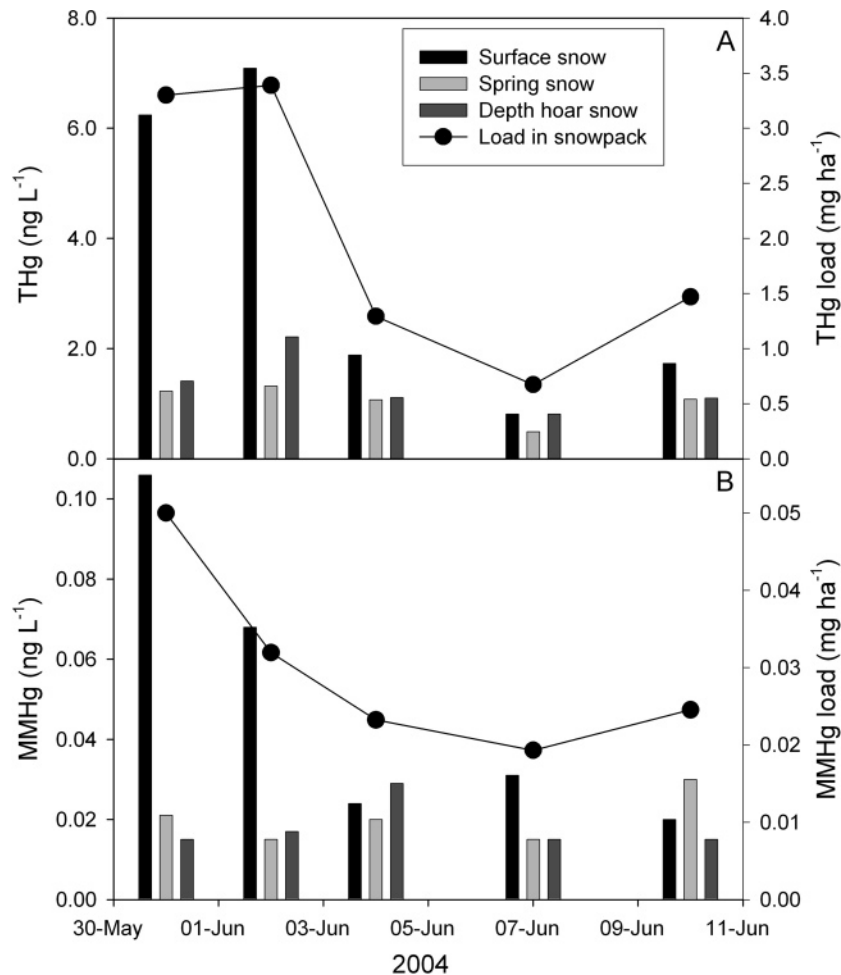 A
Surface snow
Spring snow
Depth hoar snow
Load in snowpack
THg (ng L⁻¹)
8.0
6.0
4.0
2.0
0.0
THg load (mg ha⁻¹)
4.0
3.5
3.0
2.5
2.0
1.5
1.0
0.5
0.0
B
MMHg (ng L⁻¹)
0.10
0.08
0.06
0.04
0.02
0.00
MMHg load (mg ha⁻¹)
0.05
0.04
0.03
0.02
0.01
0.00
30-May 01-Jun 03-Jun 05-Jun 07-Jun 09-Jun 11-Jun
2004